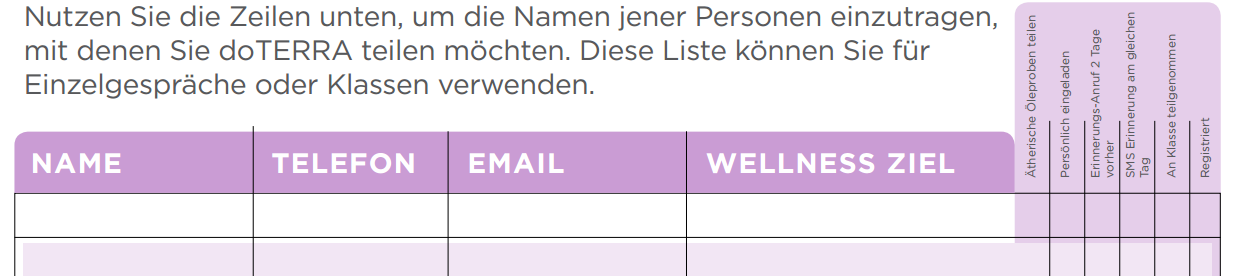 Nutzen Sie die Zeilen unten, um die Namen jener Personen einzutragen,
mit denen Sie doTERRA teilen möchten. Diese Liste können Sie für
Einzelgespräche oder Klassen verwenden.
NAME
TELEFON
EMAIL
WELLNESS ZIEL
Ätherische Öleproben teilen
Persönlich eingeladen
Erinnerungs-Anruf 2 Tage
vorher
SMS Erinnerung am gleichen
Tag
An Klasse teilgenommen
Registriert